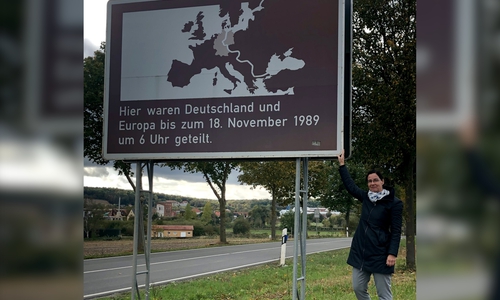 Hier waren Deutschland und
Europa bis zum 18. November 1989
um 6 Uhr geteilt.